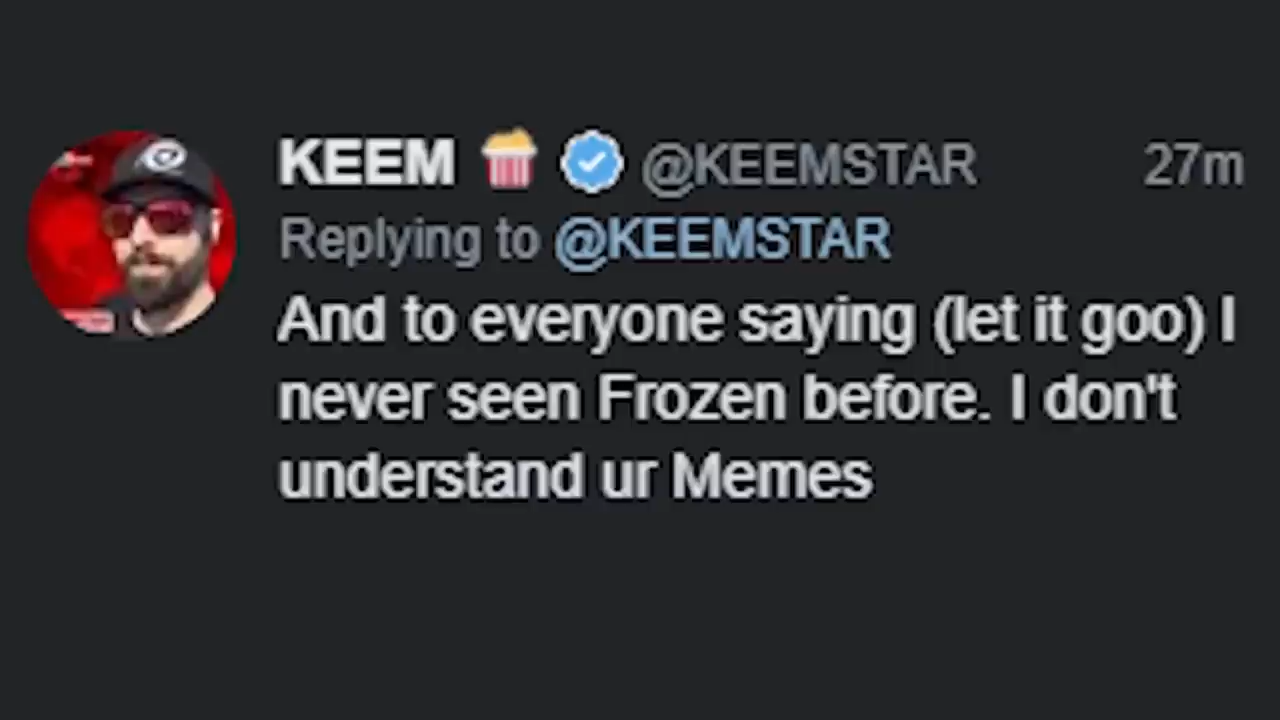 KEEM 🍿 @KEEMSTAR 27m
Replying to @KEEMSTAR
And to everyone saying (let it goo) I
never seen Frozen before. I don't
understand ur Memes